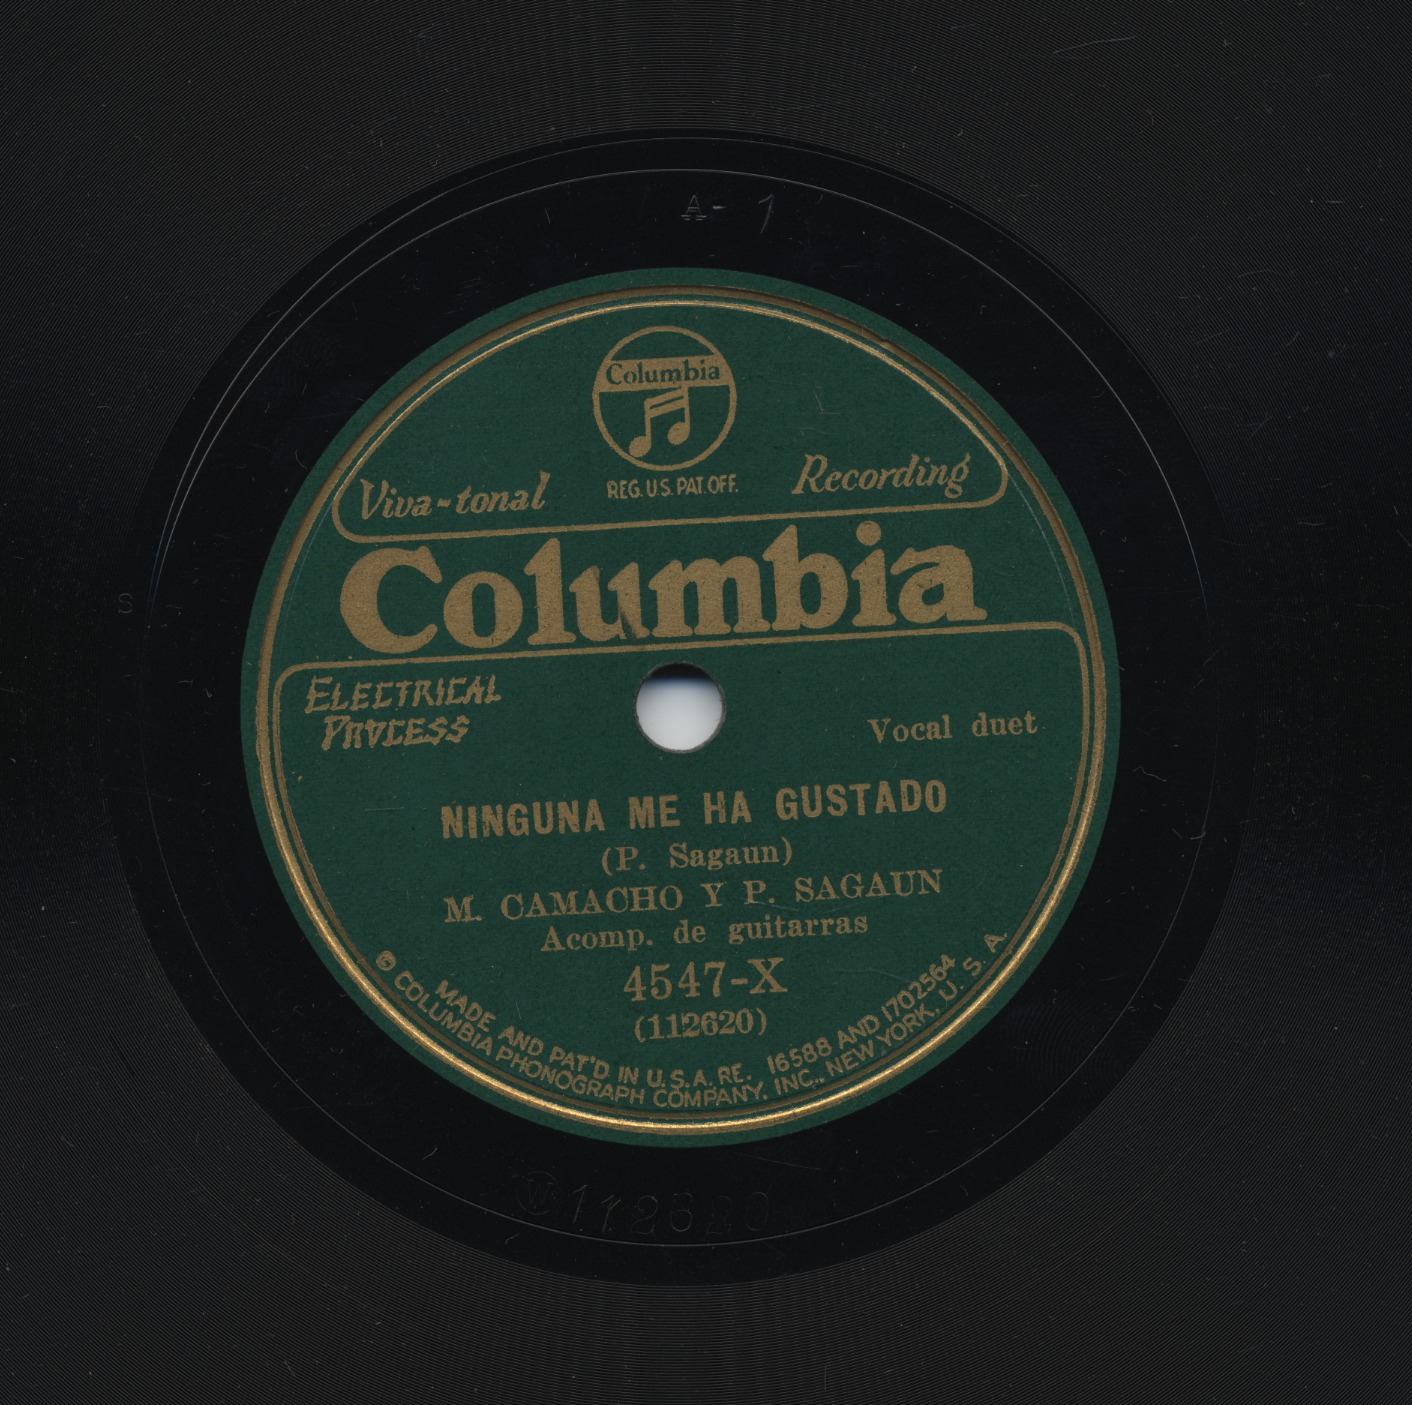 A- 1
Columbia
REG. U.S. PAT. OFF.
Viva-tonal Recording
Columbia
ELECTRICAL
PROCESS
Vocal duet
NINGUNA ME HA GUSTADO
(P. Sagaun)
M. CAMACHO Y P. SAGAUN
Acomp. de guitarras
4547-X
(112620)
MADE AND PAT'D IN U.S.A. RE. 16588 AND 1702564
© COLUMBIA PHONOGRAPH COMPANY, INC., NEW YORK, U. S. A.
W 112620
S